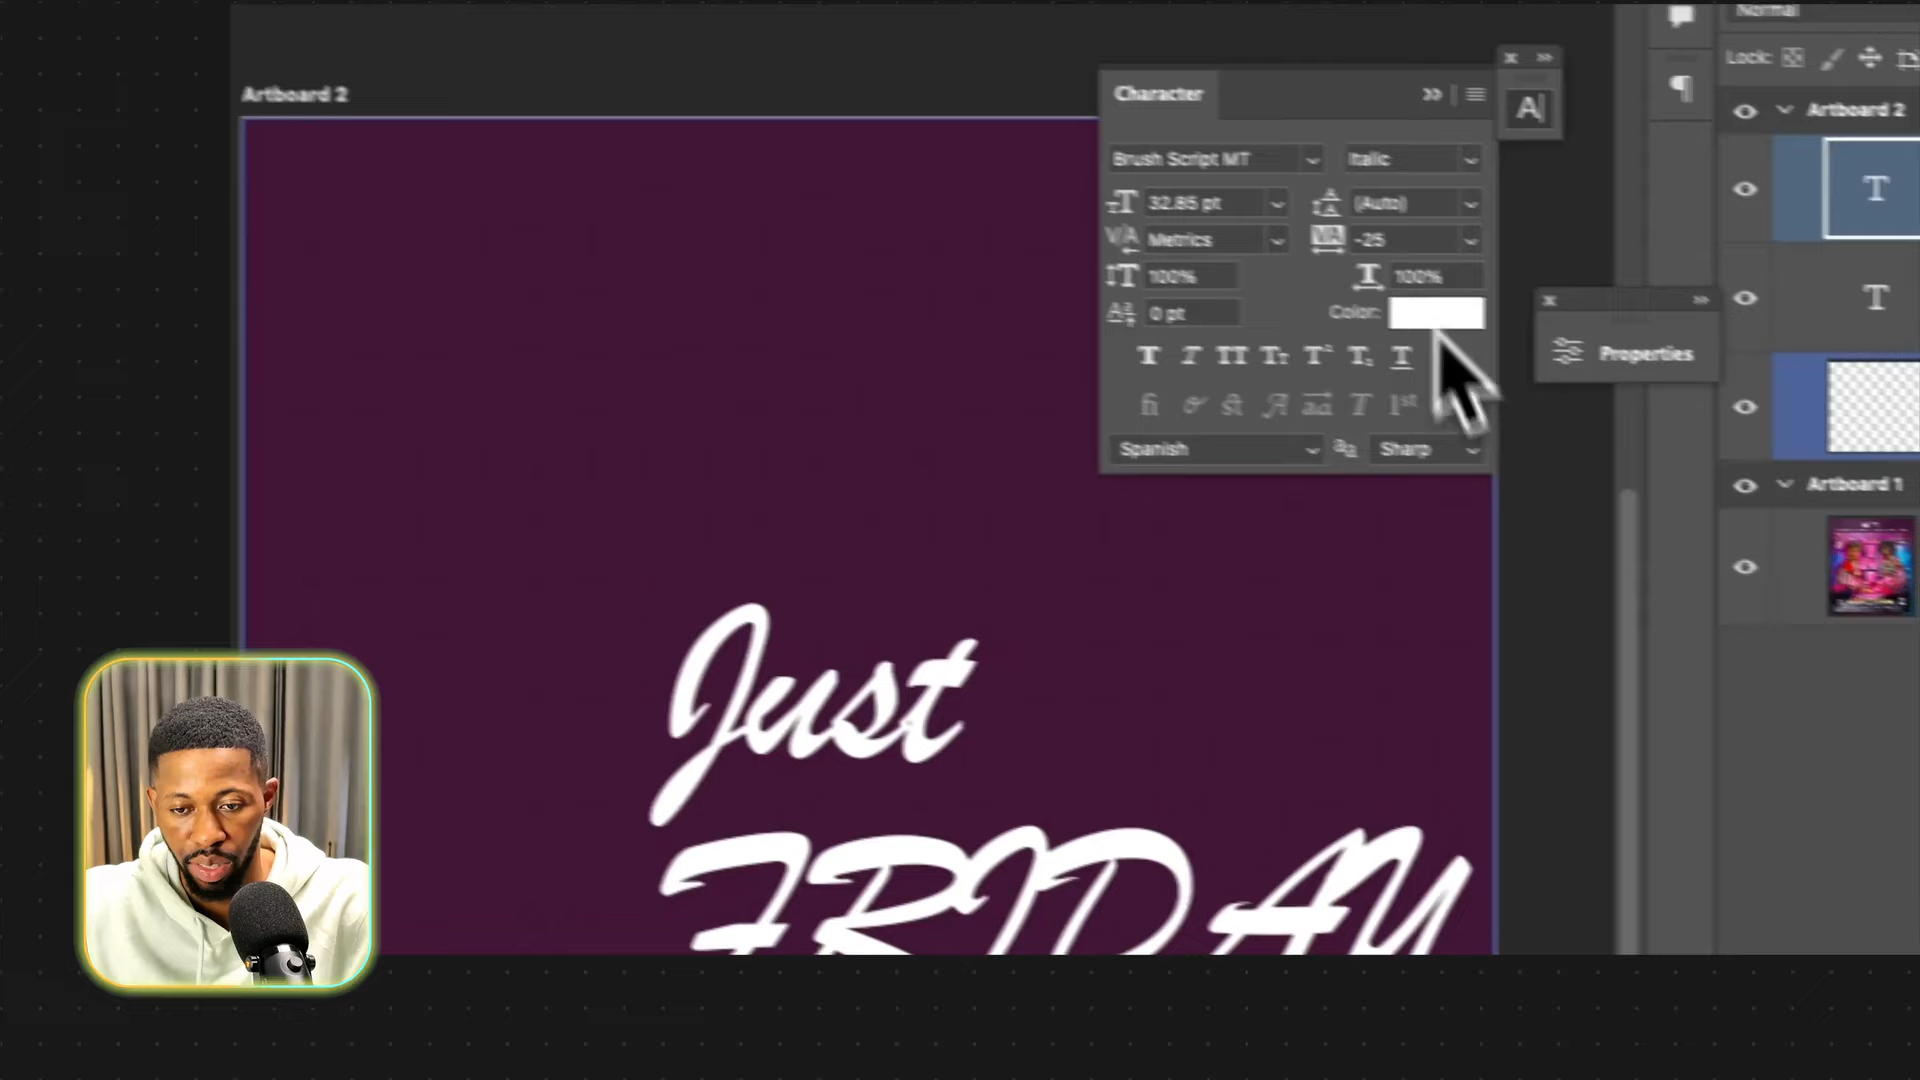 Normal
Lock:
Artboard 2
Character
A
Artboard 2
Brush Script MT
Italic
32.85 pt
(Auto)
Metrics
-25
100%
100%
0 pt
Color:
Properties
Spanish
Sharp
Artboard 1
Just
FRIDAY